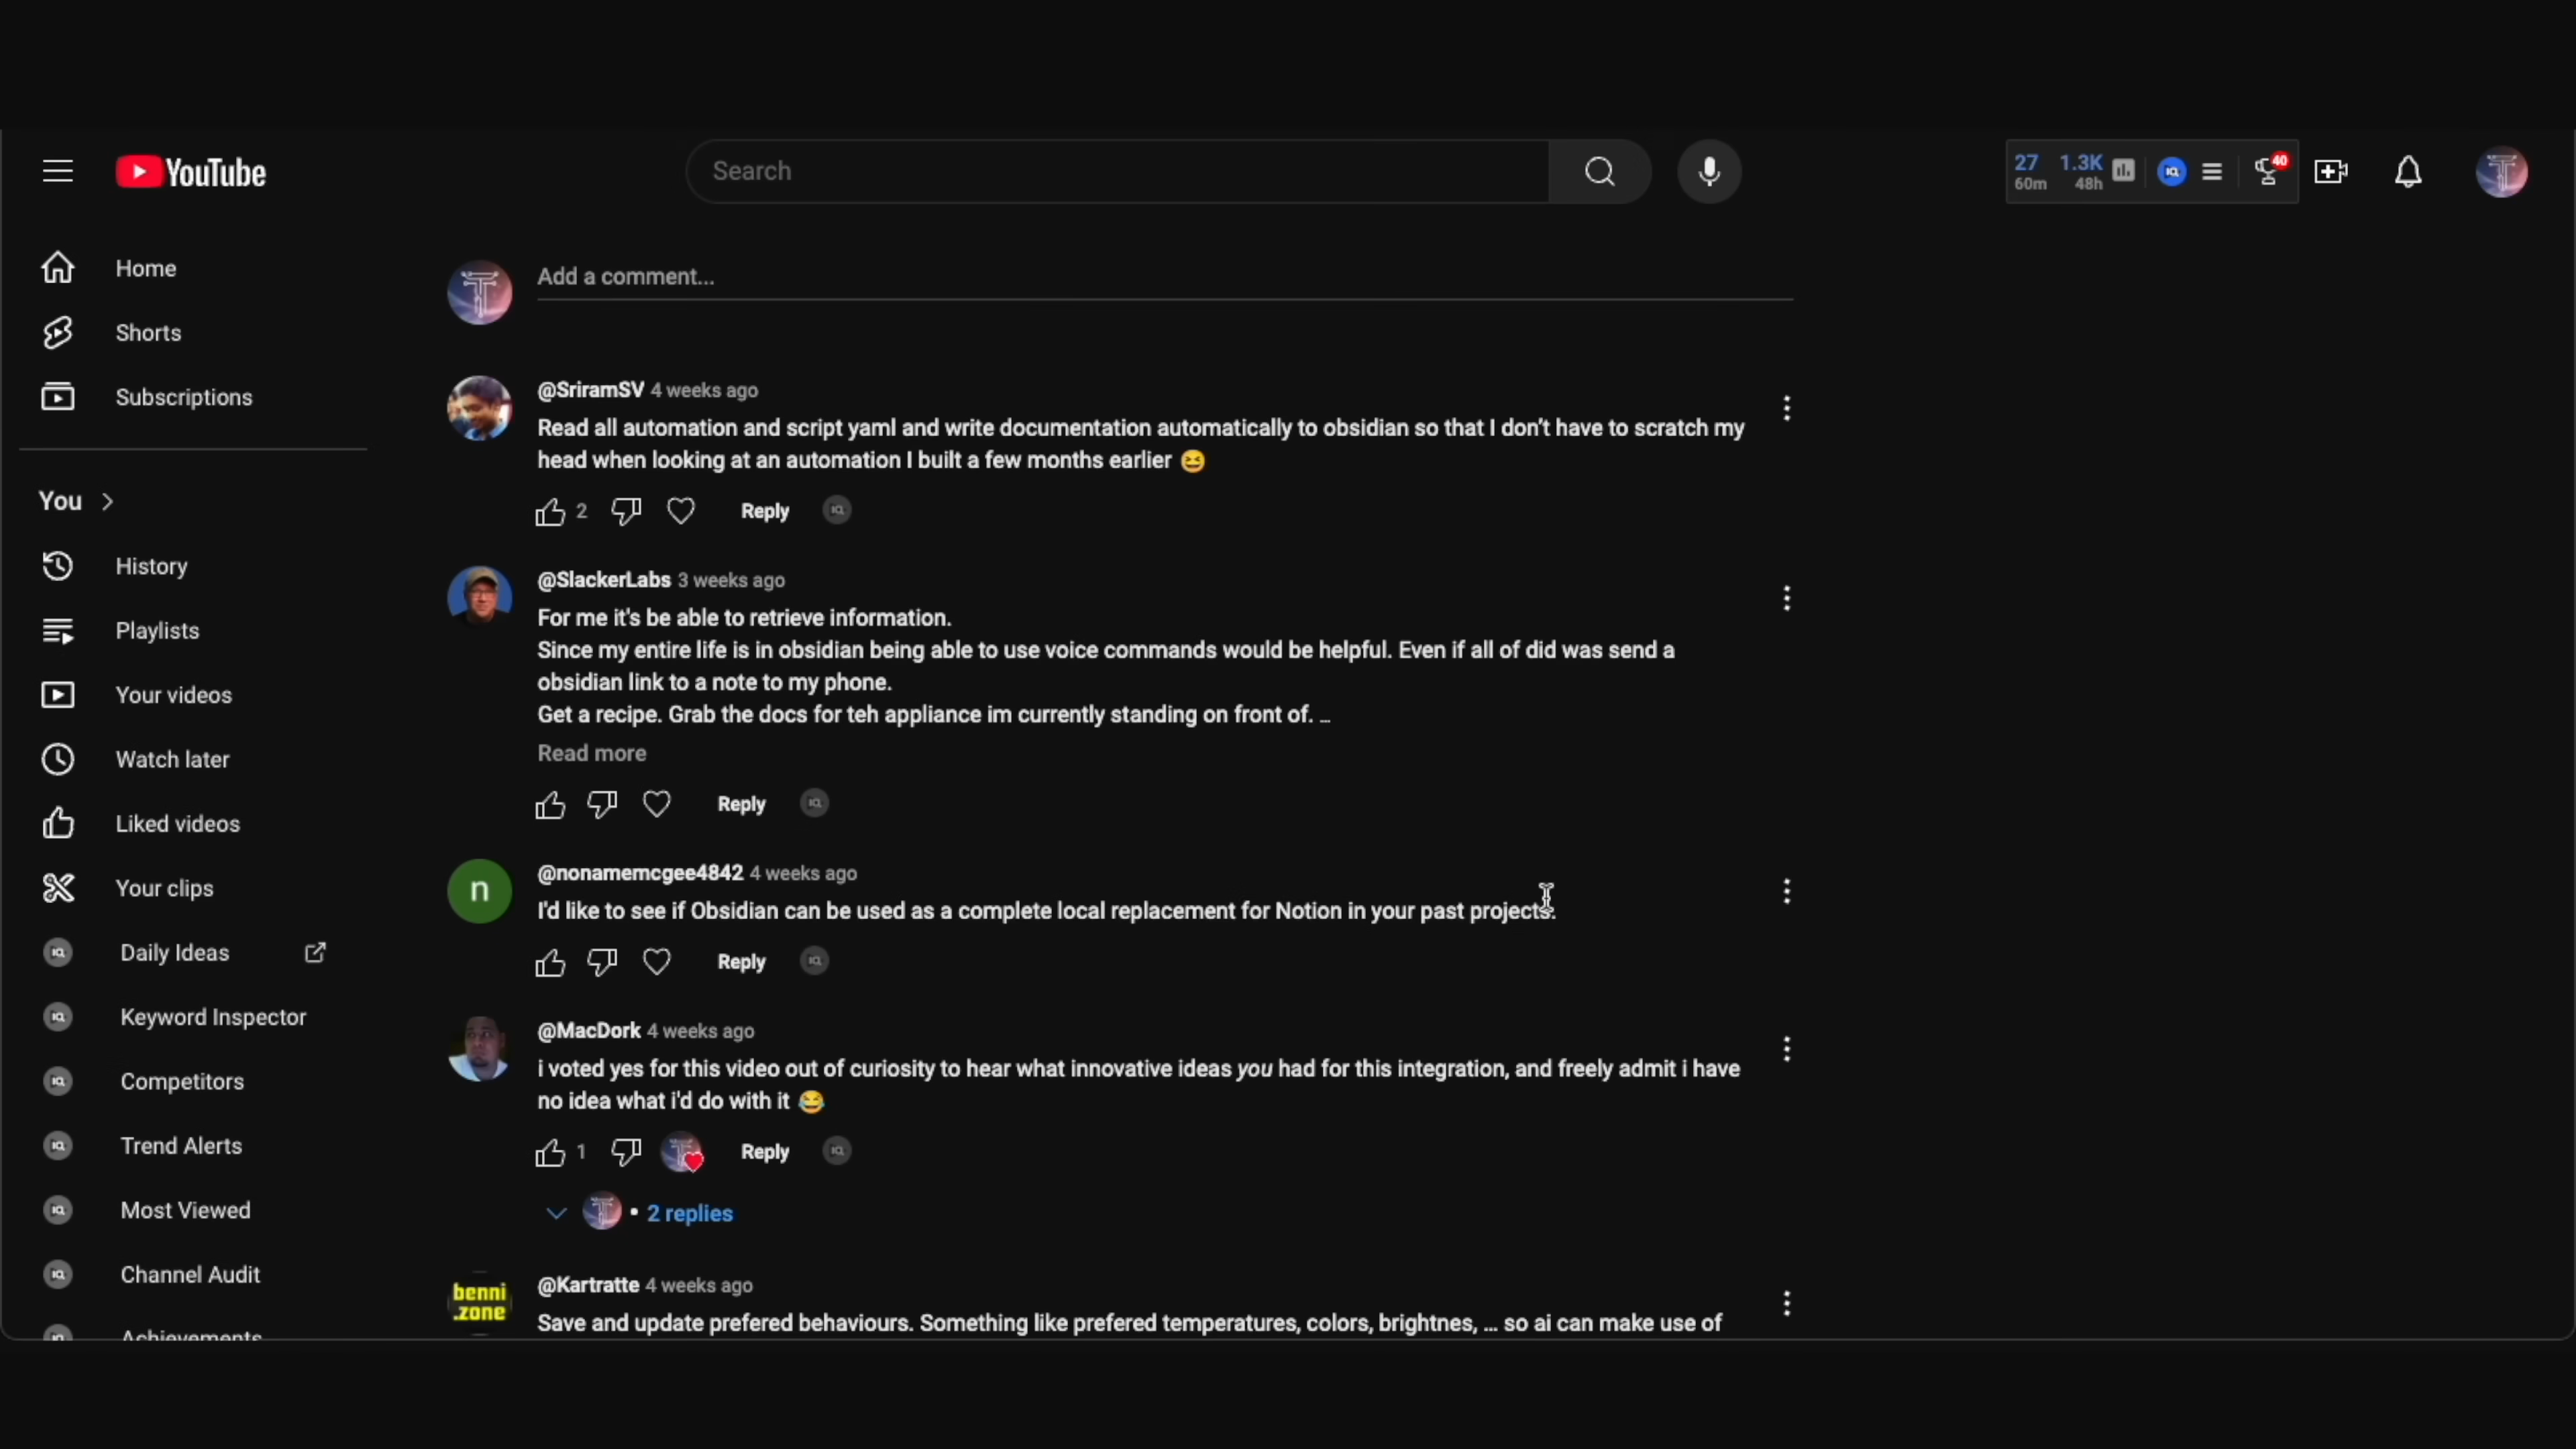 YouTube
Search
27 1.3K
60m 48h
40
Home
Shorts
Subscriptions
You
History
Playlists
Your videos
Watch later
Liked videos
Your clips
Daily Ideas
Keyword Inspector
Competitors
Trend Alerts
Most Viewed
Channel Audit
Achievements
Add a comment...
@SriramSV 4 weeks ago
Read all automation and script yaml and write documentation automatically to obsidian so that I don't have to scratch my
head when looking at an automation I built a few months earlier 😆
2 Reply
@SlackerLabs 3 weeks ago
For me it's be able to retrieve information.
Since my entire life is in obsidian being able to use voice commands would be helpful. Even if all of did was send a
obsidian link to a note to my phone.
Get a recipe. Grab the docs for teh appliance im currently standing on front of. ...
Read more
Reply
n
@nonamemcgee4842 4 weeks ago
I'd like to see if Obsidian can be used as a complete local replacement for Notion in your past projects.
Reply
@MacDork 4 weeks ago
i voted yes for this video out of curiosity to hear what innovative ideas you had for this integration, and freely admit i have
no idea what i'd do with it 😂
1 Reply
• 2 replies
benni
.zone
@Kartratte 4 weeks ago
Save and update prefered behaviours. Something like prefered temperatures, colors, brightnes, ... so ai can make use of